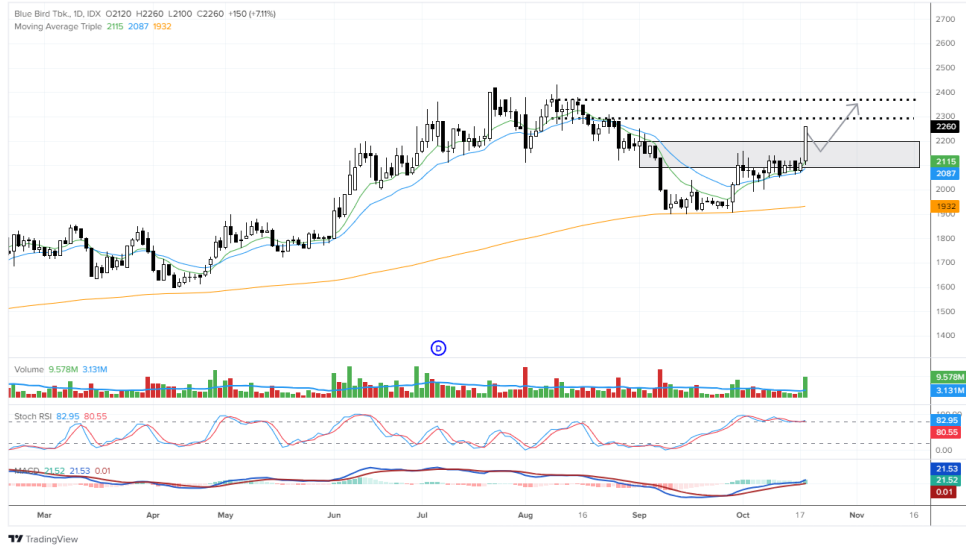 Blue Bird Tbk., 1D, IDX O2120 H2260 L2100 C2260 +150 (+7.11%)
Moving Average Triple 2115 2087 1932
2700
2600
2500
2400
2300
2260
2200
2115
2087
2000
1932
1900
1800
1700
1600
1500
1400
D
Volume 9.578M 3.131M
9.578M
3.131M
Stoch RSI 82.95 80.55
100.00
82.95
80.55
0.00
MACD 21.52 21.53 0.01
21.53
21.52
0.01
Mar Apr May Jun Jul Aug 16 Sep Oct 17 Nov 16
TradingView